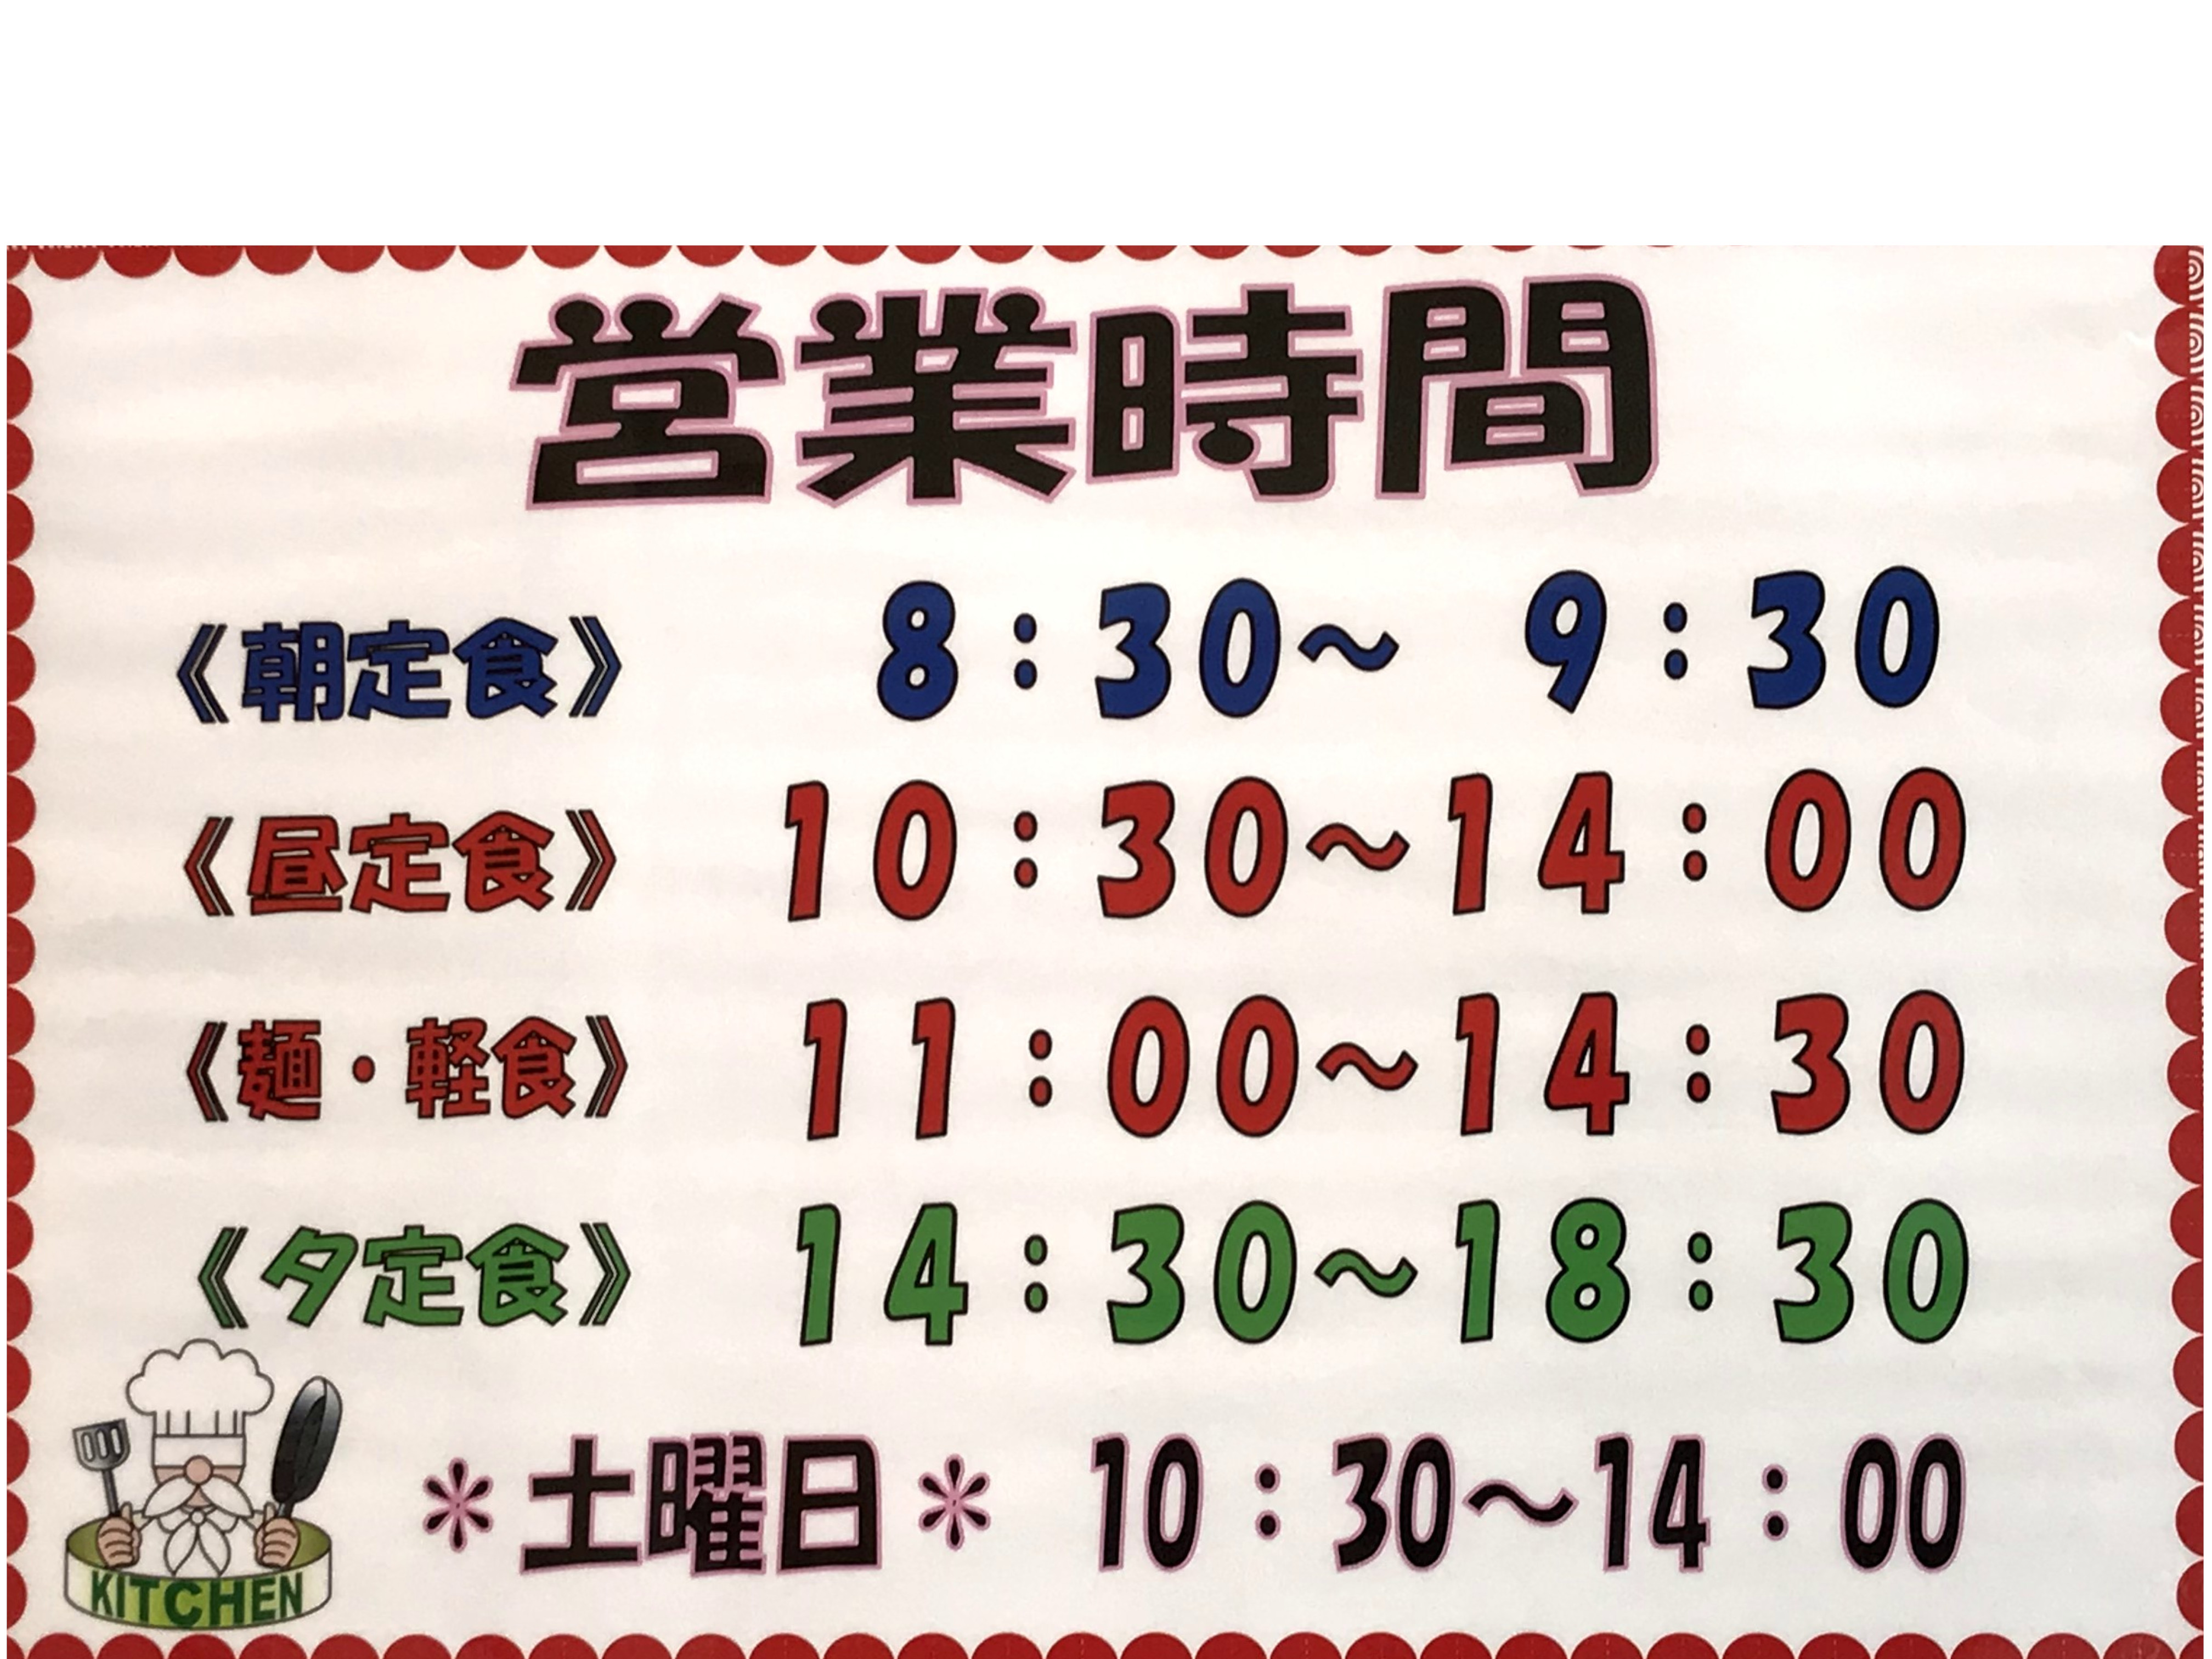 営業時間
《朝定食》 8：30～ 9：30
《昼定食》 10：30～14：00
《麺・軽食》 11：00～14：30
《夕定食》 14：30～18：30
＊土曜日＊ 10：30～14：00
KITCHEN